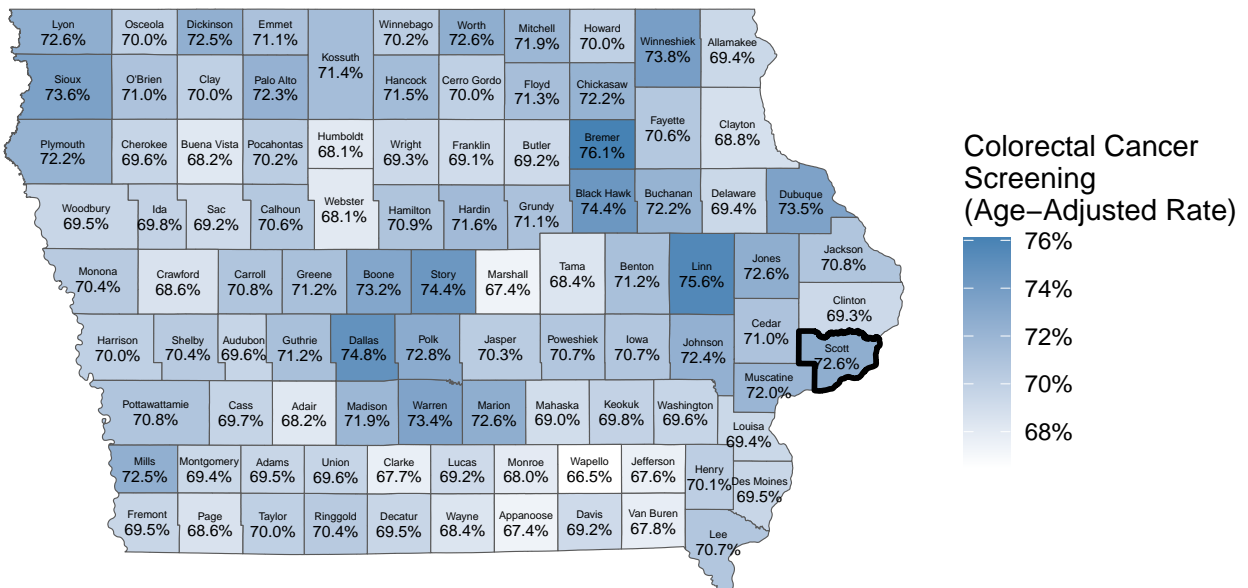 Lyon
72.6%
Osceola
70.0%
Dickinson
72.5%
Emmet
71.1%
Kossuth
71.4%
Winnebago
70.2%
Worth
72.6%
Mitchell
71.9%
Howard
70.0%
Winneshiek
73.8%
Allamakee
69.4%
Sioux
73.6%
O'Brien
71.0%
Clay
70.0%
Palo Alto
72.3%
Hancock
71.5%
Cerro Gordo
70.0%
Floyd
71.3%
Chickasaw
72.2%
Fayette
70.6%
Clayton
68.8%
Plymouth
72.2%
Cherokee
69.6%
Buena Vista
68.2%
Pocahontas
70.2%
Humboldt
68.1%
Wright
69.3%
Franklin
69.1%
Butler
69.2%
Bremer
76.1%
Woodbury
69.5%
Ida
69.8%
Sac
69.2%
Calhoun
70.6%
Webster
68.1%
Hamilton
70.9%
Hardin
71.6%
Grundy
71.1%
Black Hawk
74.4%
Buchanan
72.2%
Delaware
69.4%
Dubuque
73.5%
Monona
70.4%
Crawford
68.6%
Carroll
70.8%
Greene
71.2%
Boone
73.2%
Story
74.4%
Marshall
67.4%
Tama
68.4%
Benton
71.2%
Linn
75.6%
Jones
72.6%
Jackson
70.8%
Clinton
69.3%
Harrison
70.0%
Shelby
70.4%
Audubon
69.6%
Guthrie
71.2%
Dallas
74.8%
Polk
72.8%
Jasper
70.3%
Poweshiek
70.7%
Iowa
70.7%
Johnson
72.4%
Cedar
71.0%
Scott
72.6%
Muscatine
72.0%
Pottawattamie
70.8%
Cass
69.7%
Adair
68.2%
Madison
71.9%
Warren
73.4%
Marion
72.6%
Mahaska
69.0%
Keokuk
69.8%
Washington
69.6%
Louisa
69.4%
Mills
72.5%
Montgomery
69.4%
Adams
69.5%
Union
69.6%
Clarke
67.7%
Lucas
69.2%
Monroe
68.0%
Wapello
66.5%
Jefferson
67.6%
Henry
70.1%
Des Moines
69.5%
Fremont
69.5%
Page
68.6%
Taylor
70.0%
Ringgold
70.4%
Decatur
69.5%
Wayne
68.4%
Appanoose
67.4%
Davis
69.2%
Van Buren
67.8%
Lee
70.7%
Colorectal Cancer
Screening
(Age−Adjusted Rate)
76%
74%
72%
70%
68%